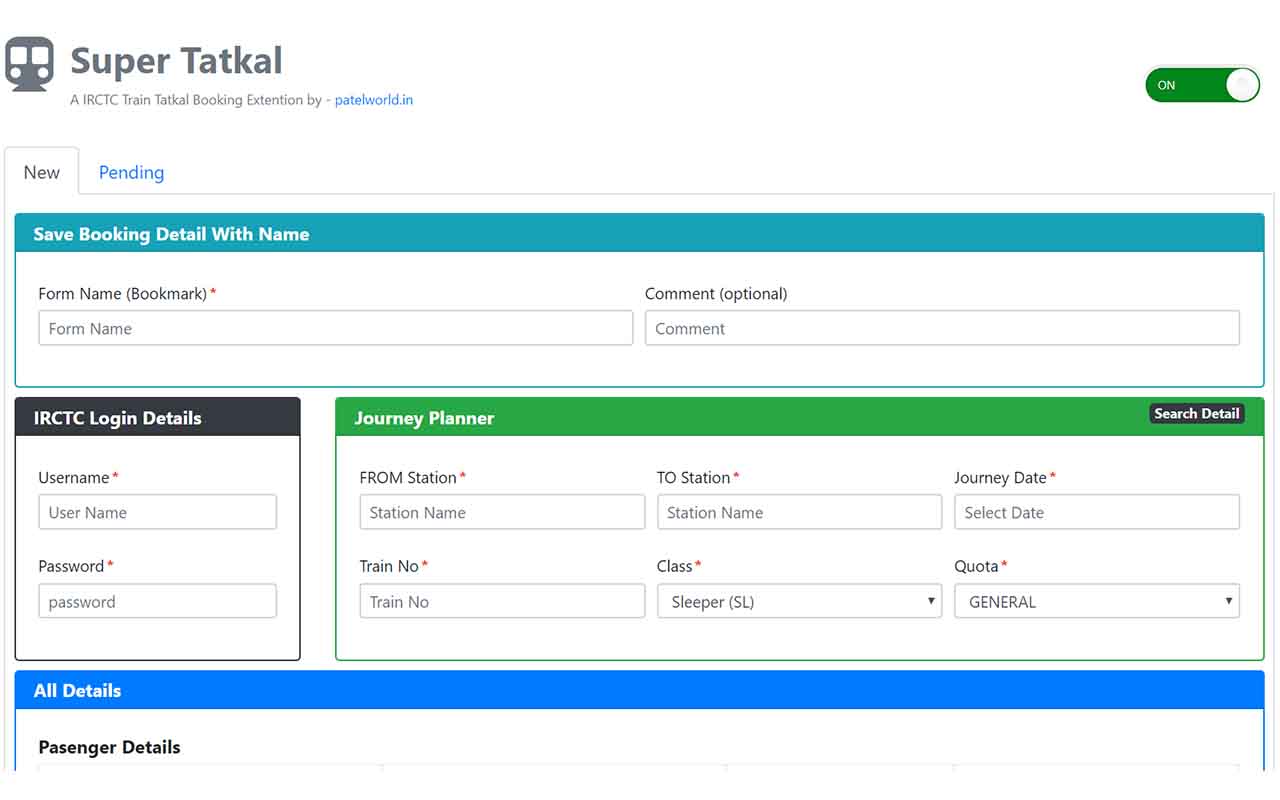 Super Tatkal
A IRCTC Train Tatkal Booking Extention by - patelworld.in
ON
New Pending
Save Booking Detail With Name
Form Name (Bookmark) * Comment (optional)
Form Name Comment
IRCTC Login Details
Username *
User Name
Password *
password
Journey Planner Search Detail
FROM Station * TO Station * Journey Date *
Station Name Station Name Select Date
Train No * Class * Quota *
Train No Sleeper (SL) GENERAL
All Details
Pasenger Details